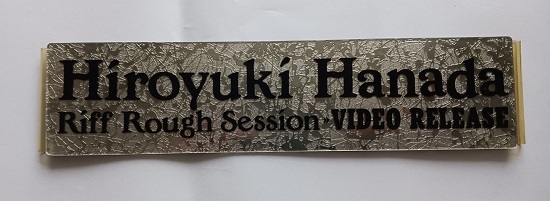 Hiroyuki Hanada
Riff Rough Session-VIDEO RELEASE